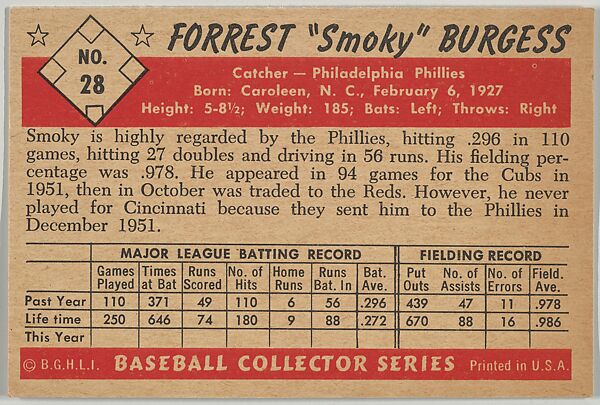 NO. 28
FORREST "Smoky" BURGESS
Catcher — Philadelphia Phillies
Born: Caroleen, N. C., February 6, 1927
Height: 5-8½; Weight: 185; Bats: Left; Throws: Right
Smoky is highly regarded by the Phillies, hitting .296 in 110
games, hitting 27 doubles and driving in 56 runs. His fielding per-
centage was .978. He appeared in 94 games for the Cubs in
1951, then in October was traded to the Reds. However, he never
played for Cincinnati because they sent him to the Phillies in
December 1951.
MAJOR LEAGUE BATTING RECORD FIELDING RECORD
Games Times Runs No. of Home Runs Bat. Put No. of No. of Field.
Played at Bat Scored Hits Runs Bat. In Ave. Outs Assists Errors Ave.
Past Year 110 371 49 110 6 56 .296 439 47 11 .978
Life time 250 646 74 180 9 88 .272 670 88 16 .986
This Year
© B.G.H.L.I. BASEBALL COLLECTOR SERIES Printed in U.S.A.